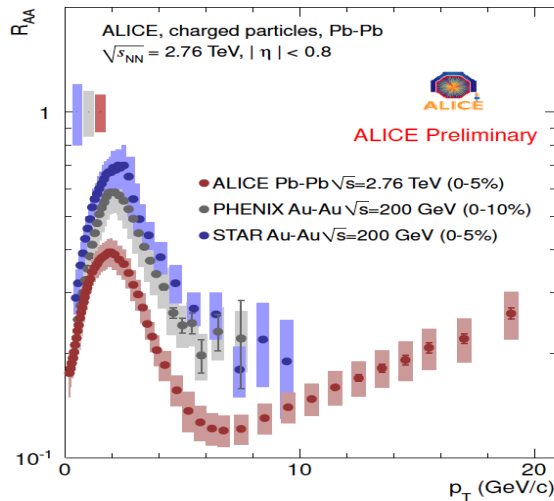 R_AA
ALICE, charged particles, Pb-Pb
√s_NN = 2.76 TeV, | η | < 0.8
1
ALICE
ALICE Preliminary
ALICE Pb-Pb √s=2.76 TeV (0-5%)
PHENIX Au-Au √s=200 GeV (0-10%)
STAR Au-Au √s=200 GeV (0-5%)
10⁻¹
0 10 20
p_T (GeV/c)